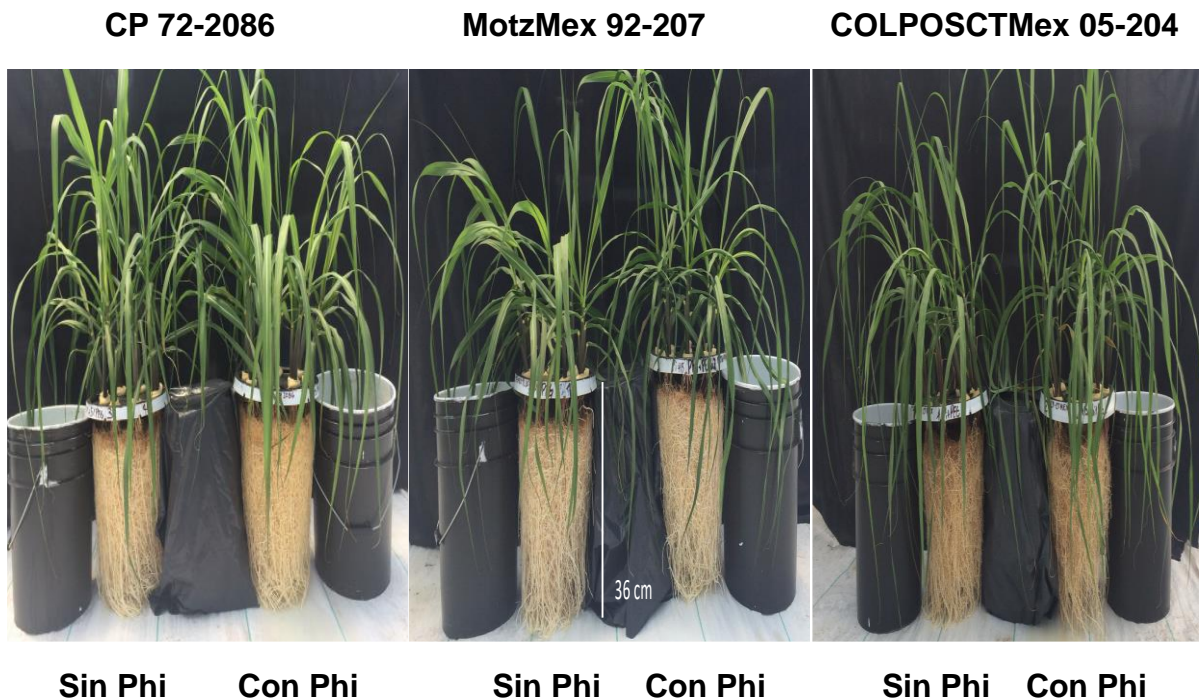 CP 72-2086 MotzMex 92-207 COLPOSCTMex 05-204
36 cm
Sin Phi Con Phi Sin Phi Con Phi Sin Phi Con Phi